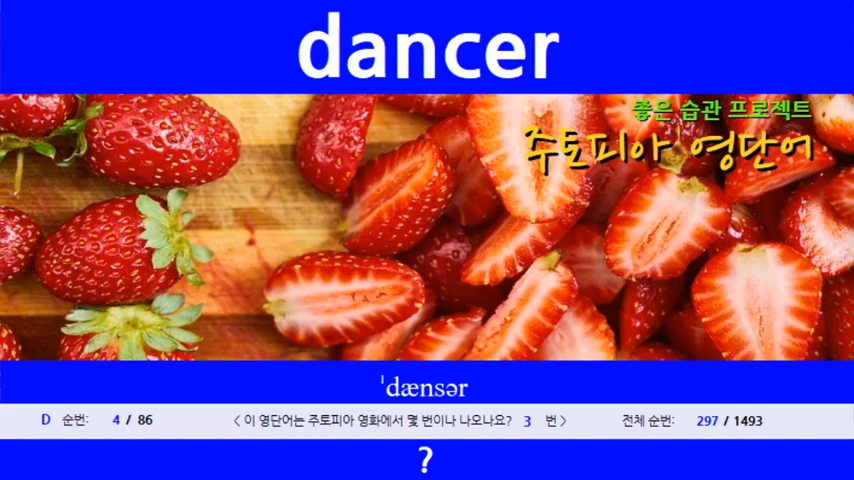 dancer
좋은 습관 프로젝트
주토피아 영단어
ˈdænsər
D 순번: 4 / 86 < 이 영단어는 주토피아 영화에서 몇 번이나 나오나요? 3 번 > 전체 순번: 297 / 1493
?